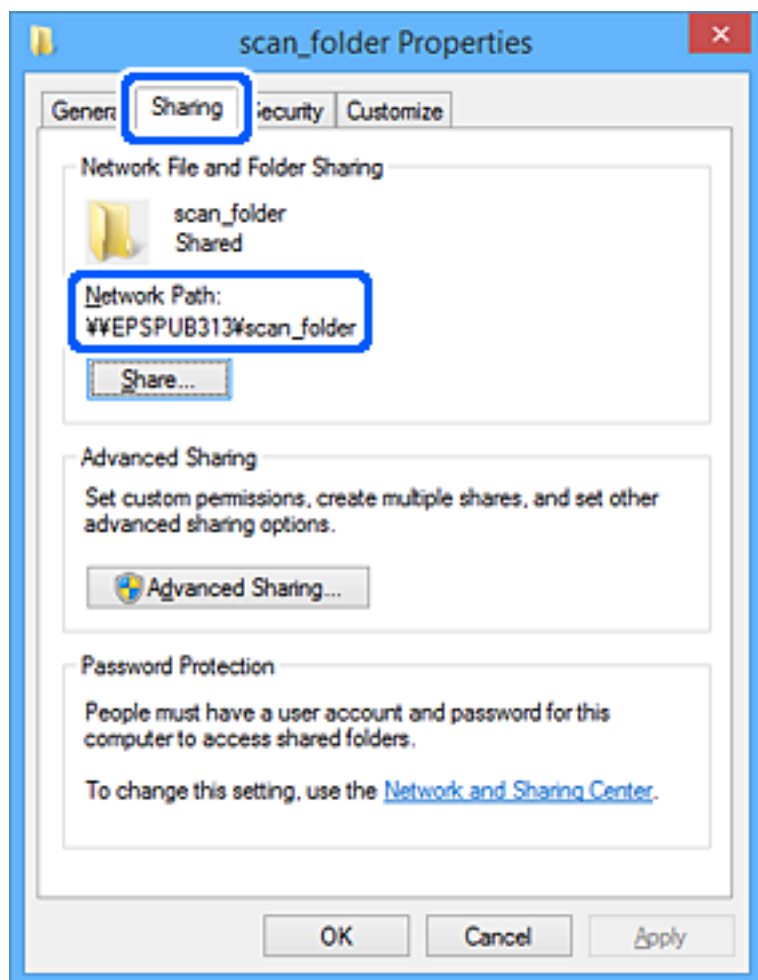 scan_folder Properties
Sharing
Customize
Network File and Folder Sharing
scan_folder
Shared
Network Path:
¥¥EPSPUB313¥scan_folder
Share...
Advanced Sharing
Set custom permissions, create multiple shares, and set other
advanced sharing options.
Advanced Sharing...
Password Protection
People must have a user account and password for this
computer to access shared folders.
To change this setting, use the Network and Sharing Center.
OK Cancel Apply